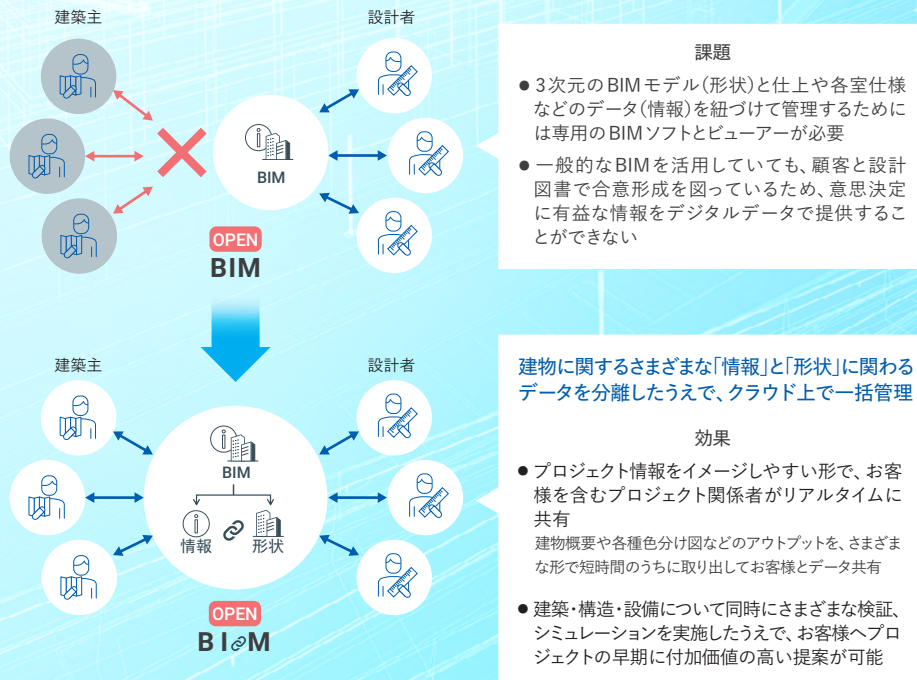 建築主
設計者
BIM
OPEN
BIM
課題
● 3次元のBIMモデル（形状）と仕上や各室仕様
などのデータ（情報）を紐づけて管理するために
は専用のBIMソフトとビューアーが必要
● 一般的なBIMを活用していても、顧客と設計
図書で合意形成を図っているため、意思決定
に有益な情報をデジタルデータで提供するこ
とができない
建築主
設計者
BIM
情報
形状
OPEN
BIM
建物に関するさまざまな「情報」と「形状」に関わる
データを分離したうえで、クラウド上で一括管理
効果
● プロジェクト情報をイメージしやすい形で、お客
様を含むプロジェクト関係者がリアルタイムに
共有
建物概要や各種色分け図などのアウトプットを、さまざま
な形で短時間のうちに取り出してお客様とデータ共有
● 建築・構造・設備について同時にさまざまな検証、
シミュレーションを実施したうえで、お客様へプロ
ジェクトの早期に付加価値の高い提案が可能